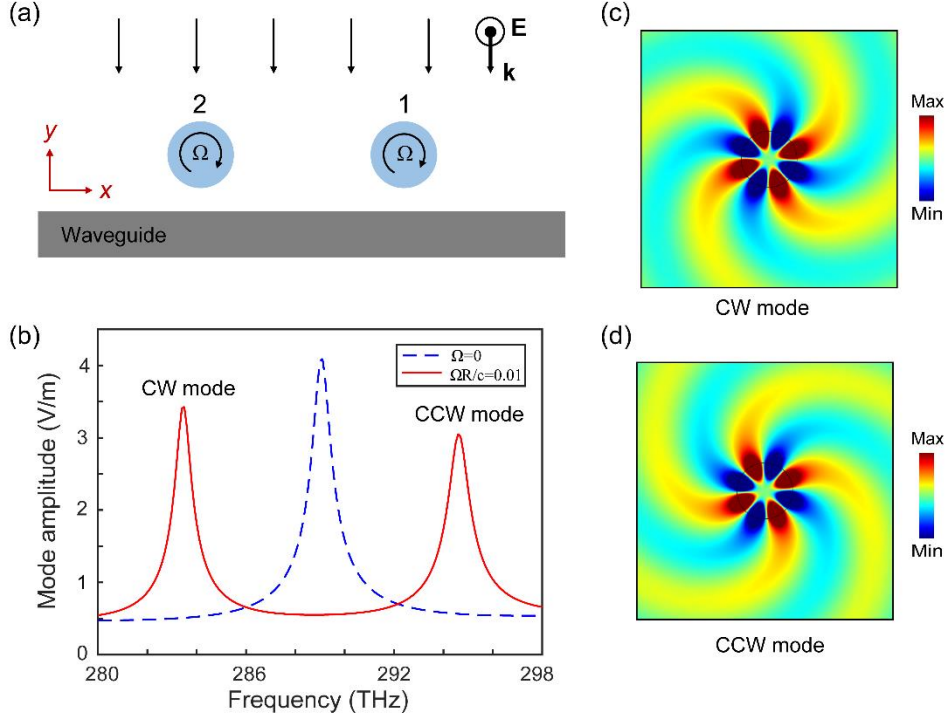 (a)
E
k
2
1
Ω
Ω
y
x
Waveguide
(b)
Mode amplitude (V/m)
4
3
2
1
0
CW mode
CCW mode
Ω=0
ΩR/c=0.01
280
286
292
298
Frequency (THz)
(c)
Max
Min
CW mode
(d)
Max
Min
CCW mode